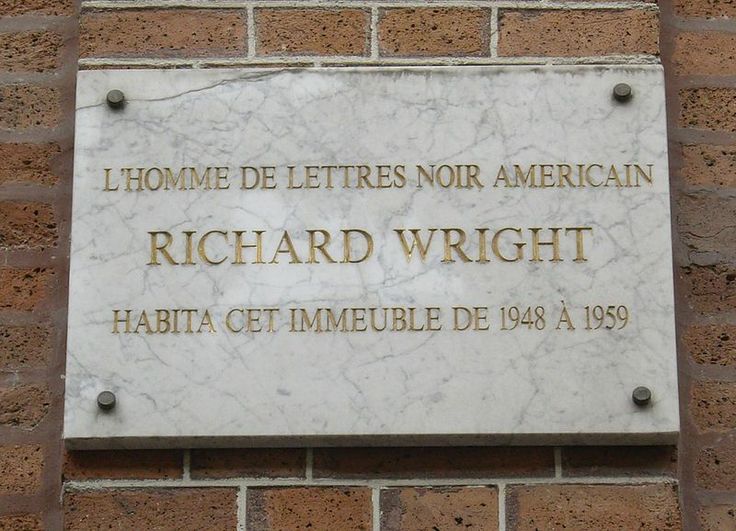 L'HOMME DE LETTRES NOIR AMERICAIN
RICHARD WRIGHT
HABITA CET IMMEUBLE DE 1948 À 1959